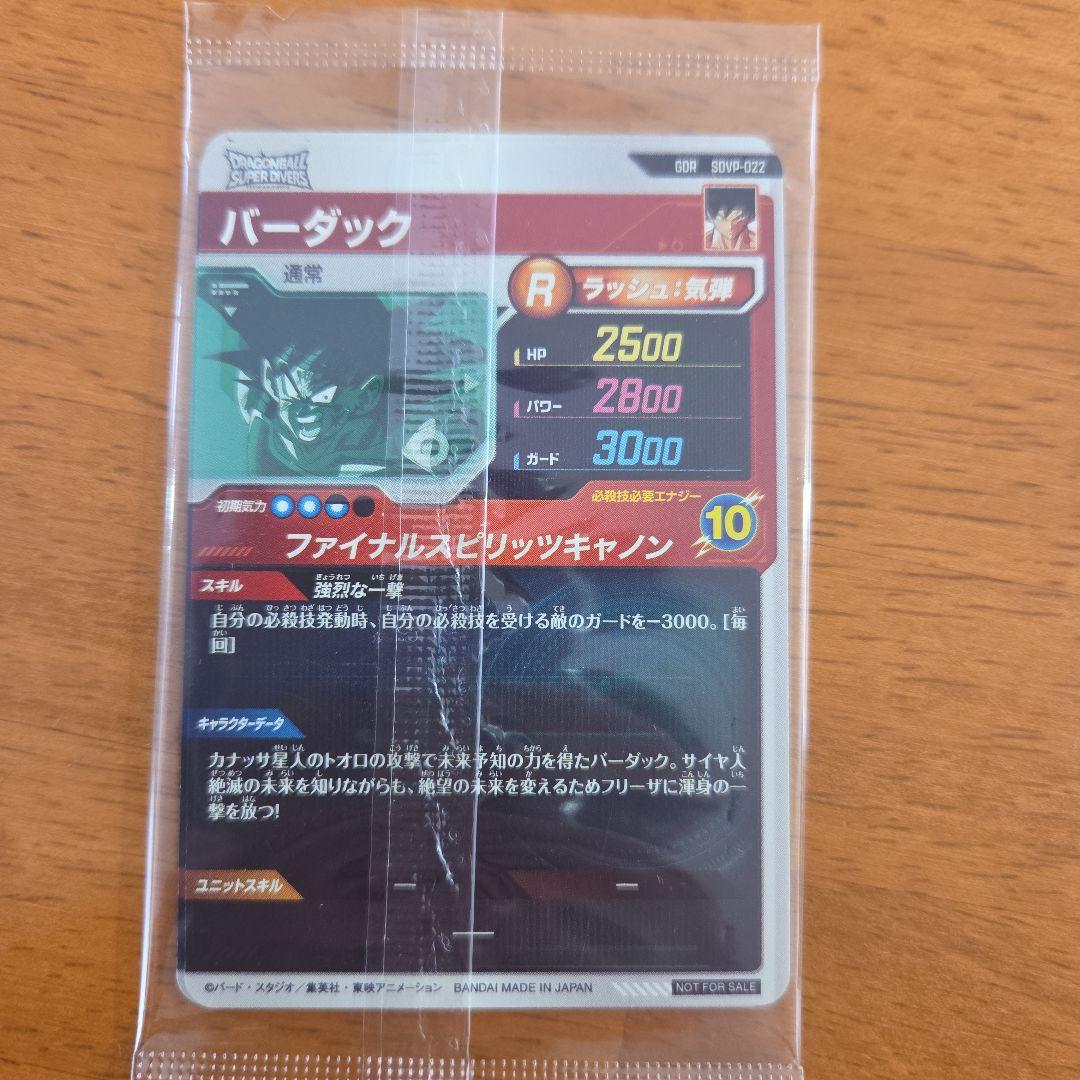 DRAGONBALL
SUPER DIVERS
GDR SDVP-022
バーダック
通常
R ラッシュ:気弾
HP 2500
パワー 2800
ガード 3000
初期気力
必殺技必要エナジー
10
ファイナルスピリッツキャノン
スキル 強烈な一撃
自分の必殺技発動時、自分の必殺技を受ける敵のガードを-3000。[毎
回]
キャラクターデータ
カナッサ星人のトオロの攻撃で未来予知の力を得たバーダック。サイヤ人
絶滅の未来を知りながらも、絶望の未来を変えるためフリーザに渾身の一
撃を放つ!
ユニットスキル ー ー
ー
©バード・スタジオ/集英社・東映アニメーション BANDAI MADE IN JAPAN NOT FOR SALE